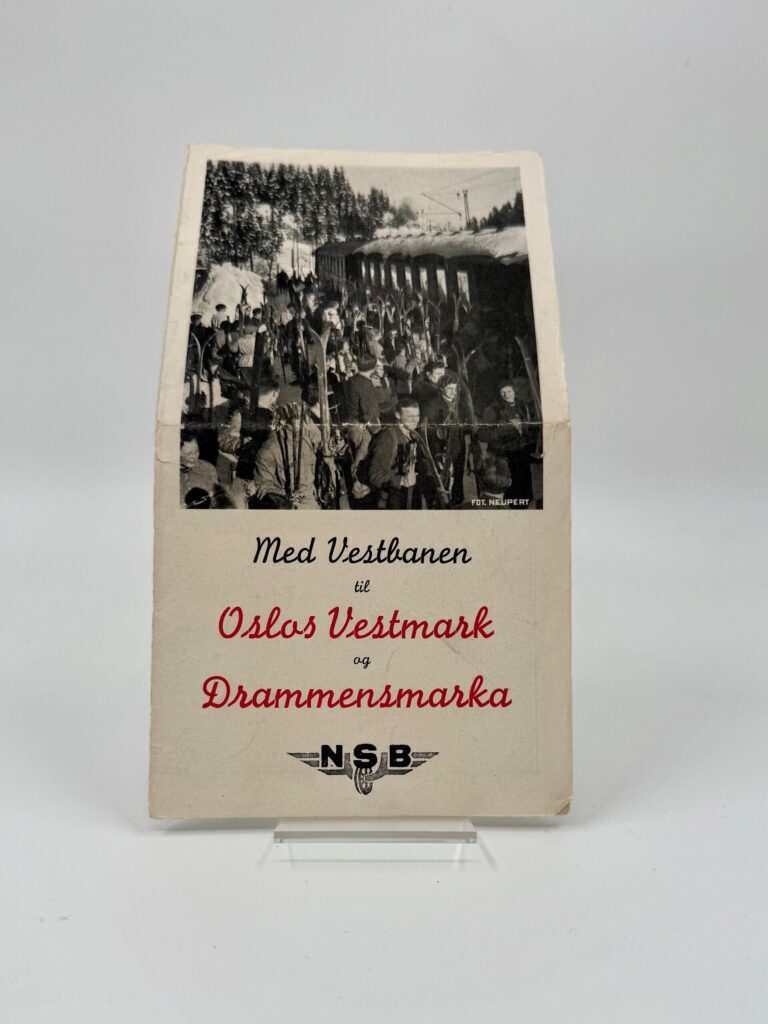 FOT. NEUPERT
Med Vestbanen
til
Oslos Vestmark
og
Drammensmarka
NSB